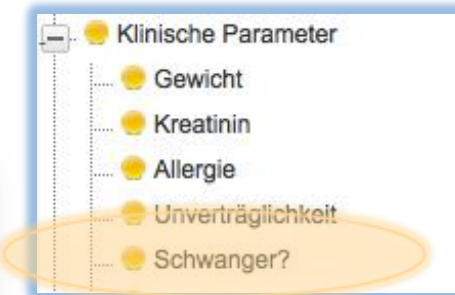 Klinische Parameter
Gewicht
Kreatinin
Allergie
Unverträglichkeit
Schwanger?